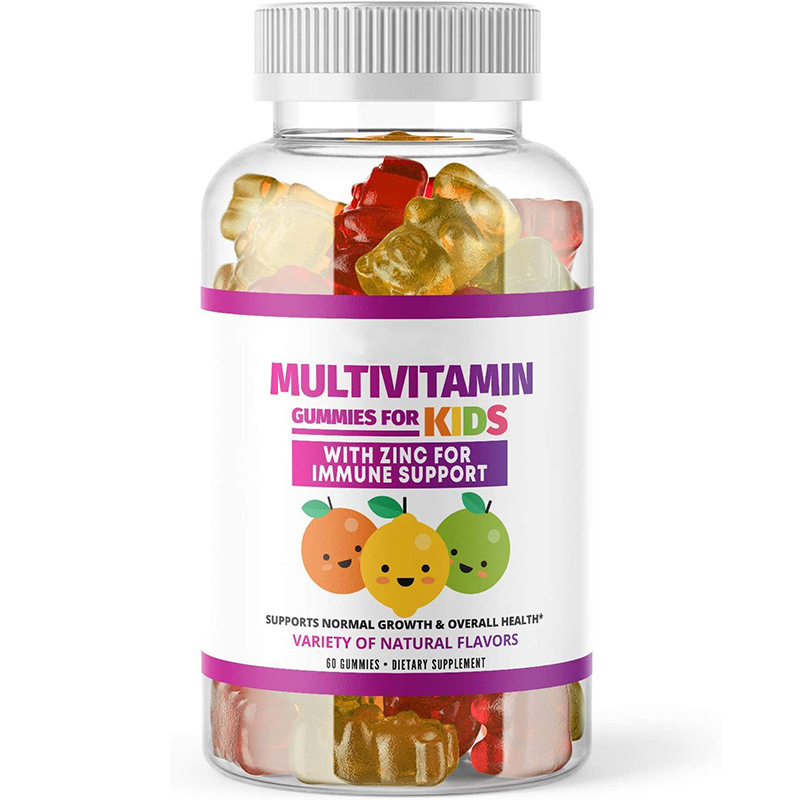 MULTIVITAMIN
GUMMIES FOR KIDS
WITH ZINC FOR
IMMUNE SUPPORT
SUPPORTS NORMAL GROWTH & OVERALL HEALTH*
VARIETY OF NATURAL FLAVORS
60 GUMMIES • DIETARY SUPPLEMENT